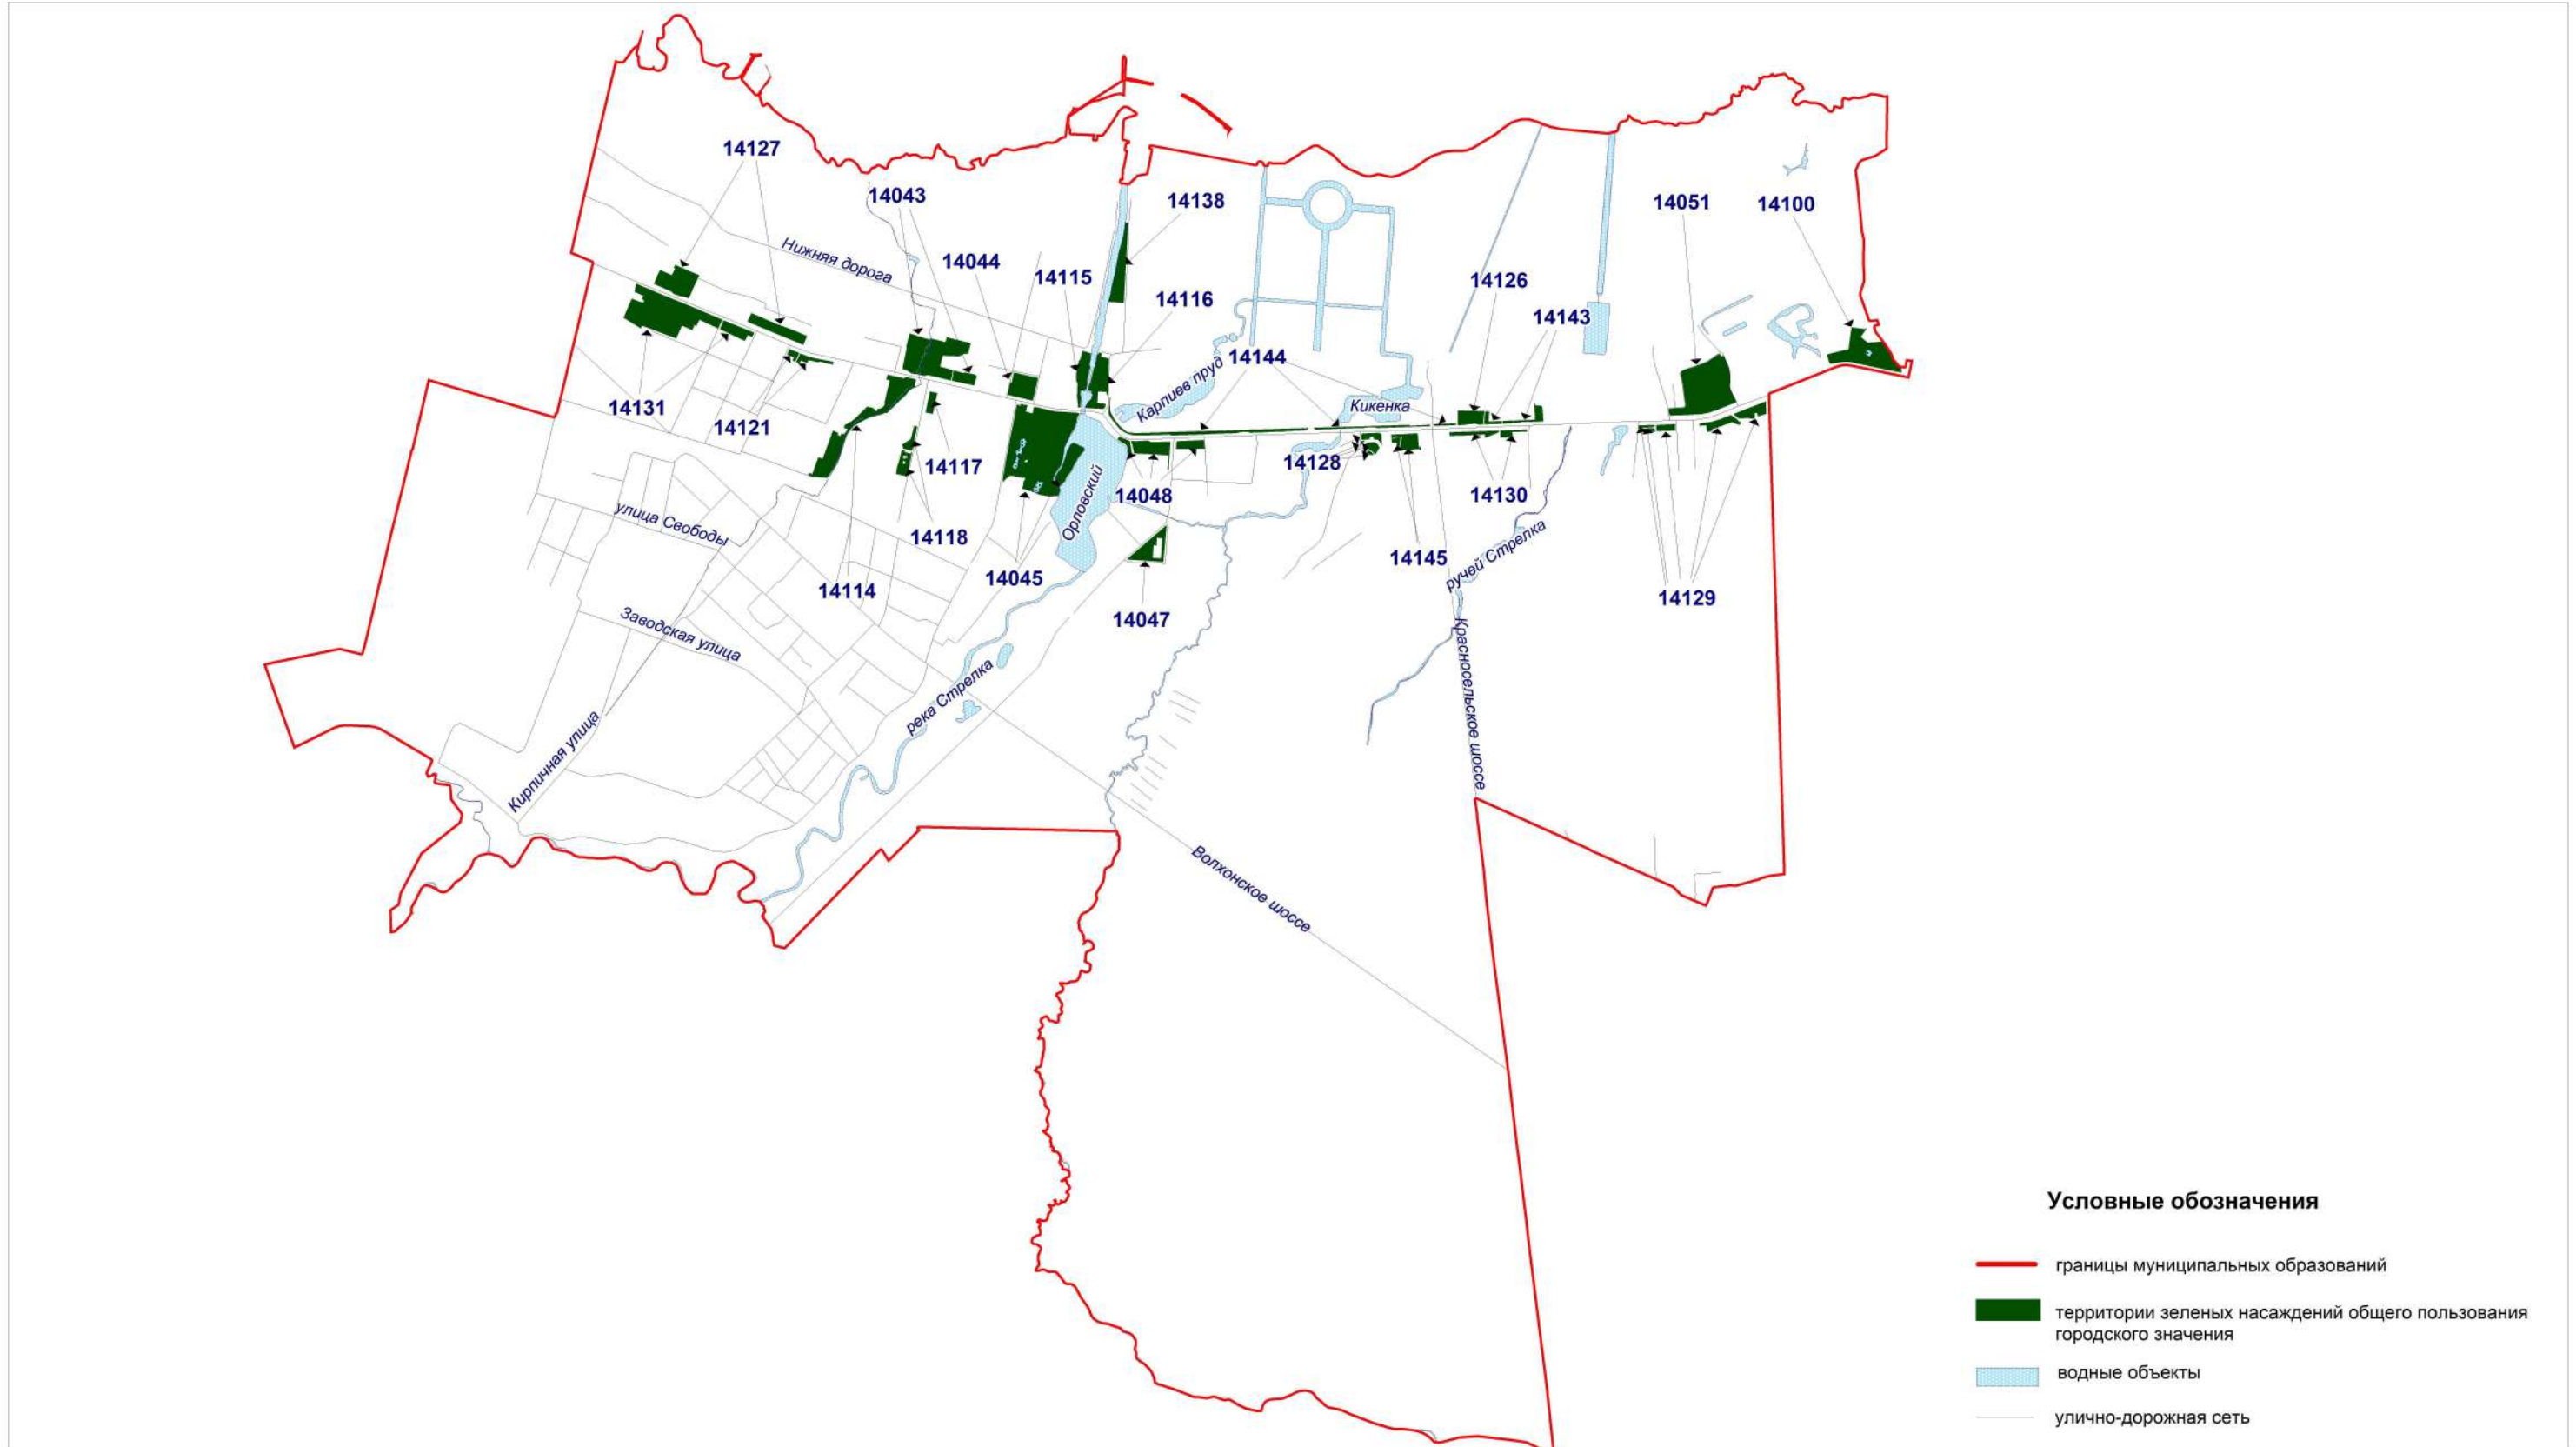 14127
14043
14138
14051
14100
Нижняя дорога
14044
14115
14126
14116
14143
14144
Карпиев пруд
14131
Кикенка
14121
14117
14128
14048
14130
Орловский
улица Свободы
14118
14145
ручей Стрелка
14045
14114
14129
14047
Заводская улица
река Стрелка
Красносельское шоссе
Кирпичная улица
Волхонское шоссе
Условные обозначения
границы муниципальных образований
территории зеленых насаждений общего пользования
городского значения
водные объекты
улично-дорожная сеть